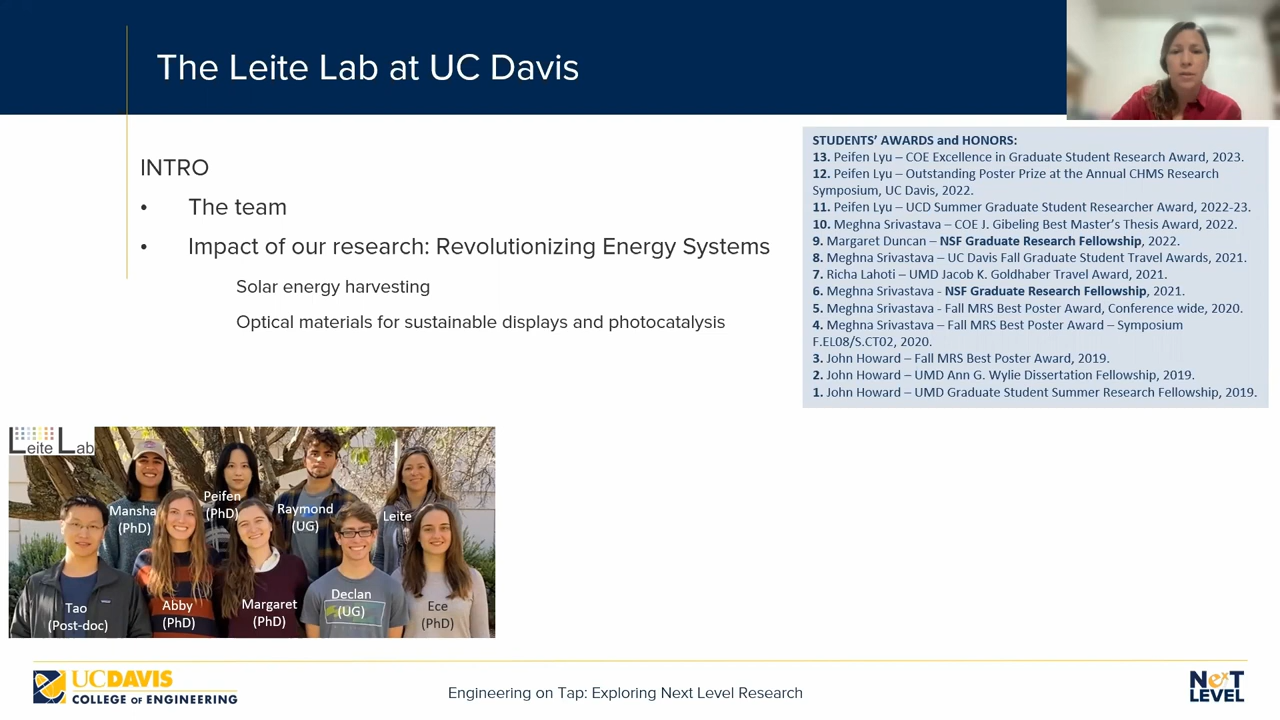 The Leite Lab at UC Davis
INTRO
• The team
• Impact of our research: Revolutionizing Energy Systems
Solar energy harvesting
Optical materials for sustainable displays and photocatalysis
STUDENTS' AWARDS and HONORS:
13. Peifen Lyu – COE Excellence in Graduate Student Research Award, 2023.
12. Peifen Lyu – Outstanding Poster Prize at the Annual CHMS Research
Symposium, UC Davis, 2022.
11. Peifen Lyu – UCD Summer Graduate Student Researcher Award, 2022-23.
10. Meghna Srivastava – COE J. Gibeling Best Master's Thesis Award, 2022.
9. Margaret Duncan – NSF Graduate Research Fellowship, 2022.
8. Meghna Srivastava – UC Davis Fall Graduate Student Travel Awards, 2021.
7. Richa Lahoti – UMD Jacob K. Goldhaber Travel Award, 2021.
6. Meghna Srivastava - NSF Graduate Research Fellowship, 2021.
5. Meghna Srivastava - Fall MRS Best Poster Award, Conference wide, 2020.
4. Meghna Srivastava – Fall MRS Best Poster Award – Symposium
F.EL08/S.CT02, 2020.
3. John Howard – Fall MRS Best Poster Award, 2019.
2. John Howard – UMD Ann G. Wylie Dissertation Fellowship, 2019.
1. John Howard – UMD Graduate Student Summer Research Fellowship, 2019.
Leite Lab
Mansha
(PhD)
Peifen
(PhD)
Raymond
(UG)
Leite
Tao
(Post-doc)
Abby
(PhD)
Margaret
(PhD)
Declan
(UG)
Ece
(PhD)
UCDAVIS
COLLEGE OF ENGINEERING
Engineering on Tap: Exploring Next Level Research
NexT
LEVEL